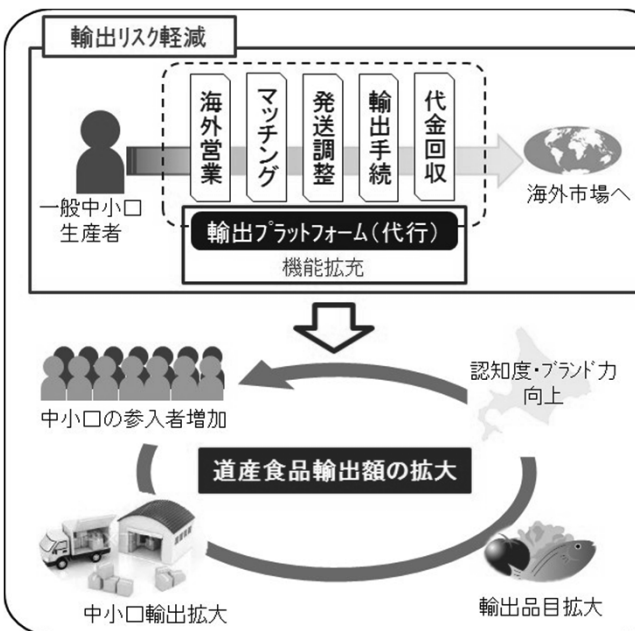 輸出リスク軽減
海外営業
マッチング
発送調整
輸出手続
代金回収
一般中小口
生産者
海外市場へ
輸出プラットフォーム(代行)
機能拡充
中小口の参入者増加
認知度・ブランド力
向上
道産食品輸出額の拡大
中小口輸出拡大
輸出品目拡大